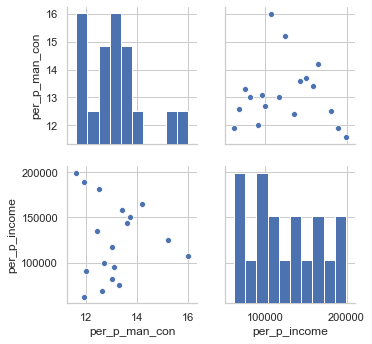 16
15
14
13
12
per_p_man_con
200000
150000
100000
per_p_income
12 14 16
per_p_man_con
100000 200000
per_p_income